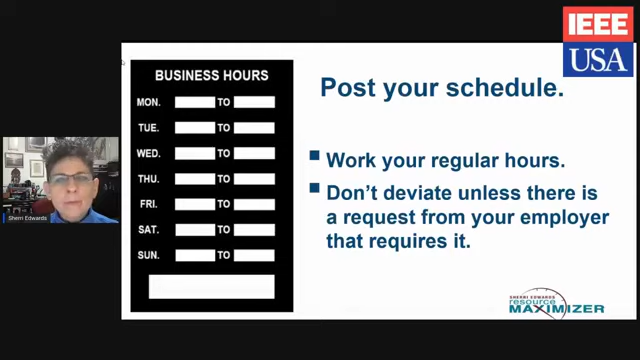 IEEE
USA
BUSINESS HOURS
MON. TO
TUE. TO
WED. TO
THU. TO
FRI. TO
SAT. TO
SUN. TO
Post your schedule.
Work your regular hours.
Don't deviate unless there is
a request from your employer
that requires it.
Sherri Edwards
SHERRI EDWARDS
resource
MAXIMIZER